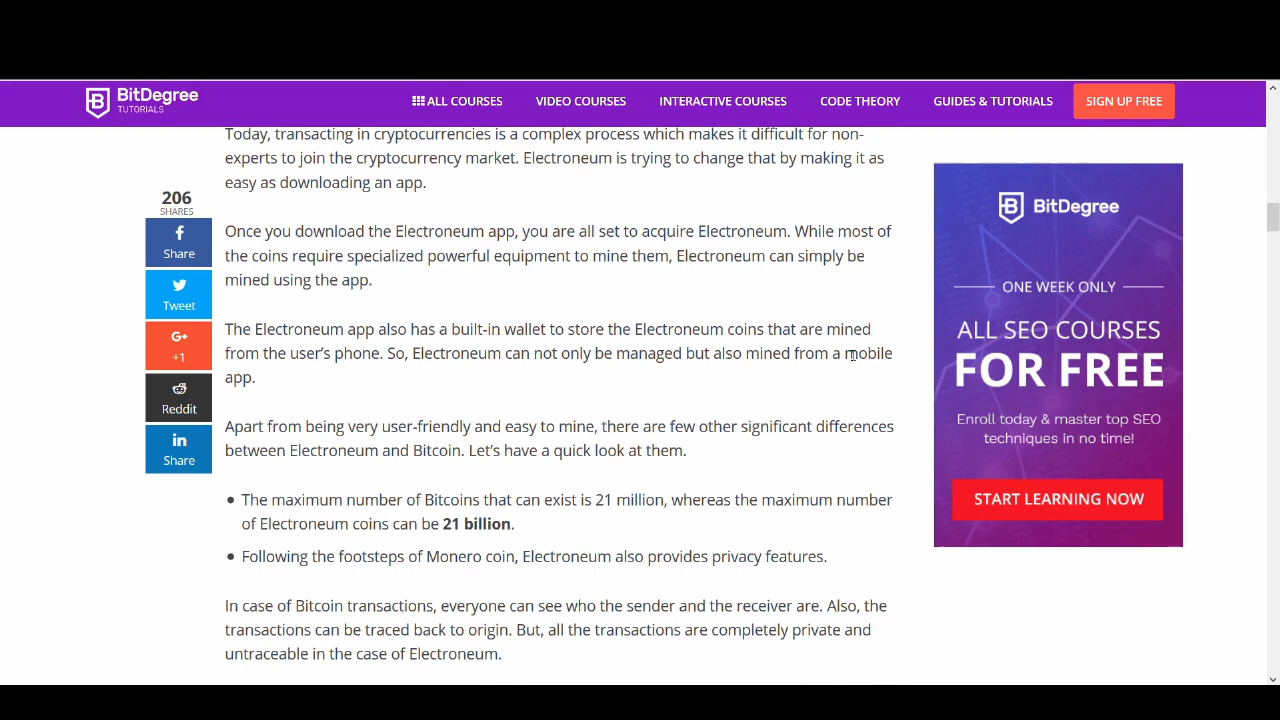 BitDegree
TUTORIALS
ALL COURSES
VIDEO COURSES
INTERACTIVE COURSES
CODE THEORY
GUIDES & TUTORIALS
SIGN UP FREE
Today, transacting in cryptocurrencies is a complex process which makes it difficult for non-
experts to join the cryptocurrency market. Electroneum is trying to change that by making it as
easy as downloading an app.
206
SHARES
Share
Tweet
G+
+1
Reddit
in
Share
Once you download the Electroneum app, you are all set to acquire Electroneum. While most of
the coins require specialized powerful equipment to mine them, Electroneum can simply be
mined using the app.
The Electroneum app also has a built-in wallet to store the Electroneum coins that are mined
from the user's phone. So, Electroneum can not only be managed but also mined from a mobile
app.
Apart from being very user-friendly and easy to mine, there are few other significant differences
between Electroneum and Bitcoin. Let's have a quick look at them.
The maximum number of Bitcoins that can exist is 21 million, whereas the maximum number
of Electroneum coins can be 21 billion.
Following the footsteps of Monero coin, Electroneum also provides privacy features.
In case of Bitcoin transactions, everyone can see who the sender and the receiver are. Also, the
transactions can be traced back to origin. But, all the transactions are completely private and
untraceable in the case of Electroneum.
BitDegree
ONE WEEK ONLY
ALL SEO COURSES
FOR FREE
Enroll today & master top SEO
techniques in no time!
START LEARNING NOW